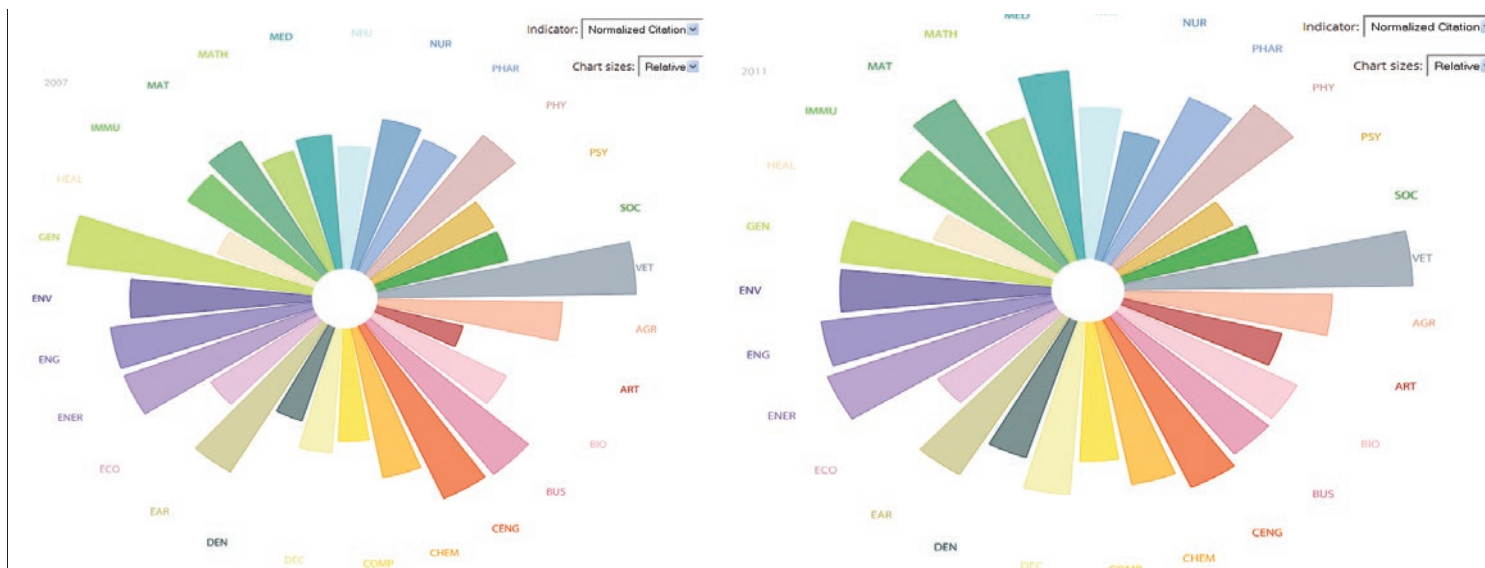 Indicator: Normalized Citation
Chart sizes: Relative
2007
MED
NEU
NUR
MATH
PHAR
MAT
PHY
IMMU
PSY
HEAL
SOC
GEN
VET
ENV
AGR
ENG
ART
ENER
BIO
ECO
BUS
EAR
CENG
DEN
CHEM
DEC
COMP
Indicator: Normalized Citation
Chart sizes: Relative
2011
MED
NUR
MATH
PHAR
MAT
PHY
IMMU
PSY
HEAL
SOC
GEN
VET
ENV
AGR
ENG
ART
ENER
BIO
ECO
BUS
EAR
CENG
DEN
CHEM
DEC
COMP